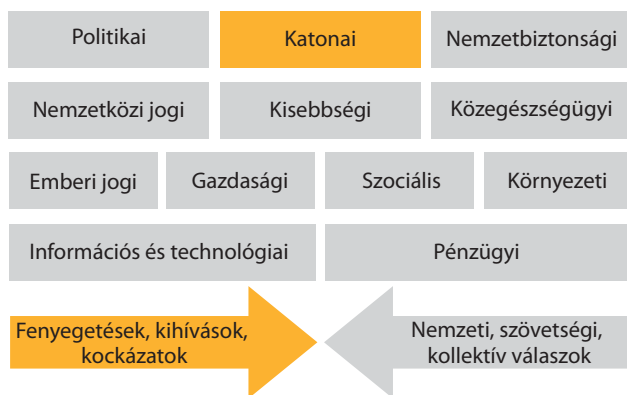 Politikai
Katonai
Nemzetbiztonsági
Nemzetközi jogi
Kisebbségi
Közegészségügyi
Emberi jogi
Gazdasági
Szociális
Környezeti
Információs és technológiai
Pénzügyi
Fenyegetések, kihívások,
kockázatok
Nemzeti, szövetségi,
kollektív válaszok